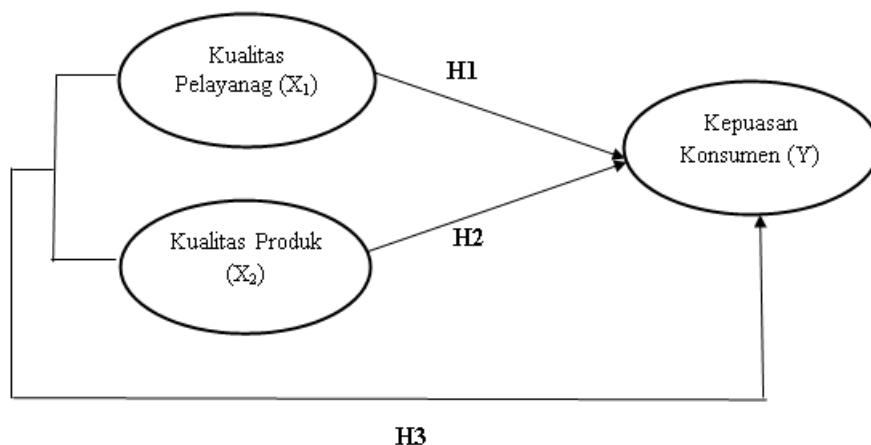 Kualitas
Pelayanag (X₁)
H1
Kepuasan
Konsumen (Y)
Kualitas Produk
(X₂)
H2
H3